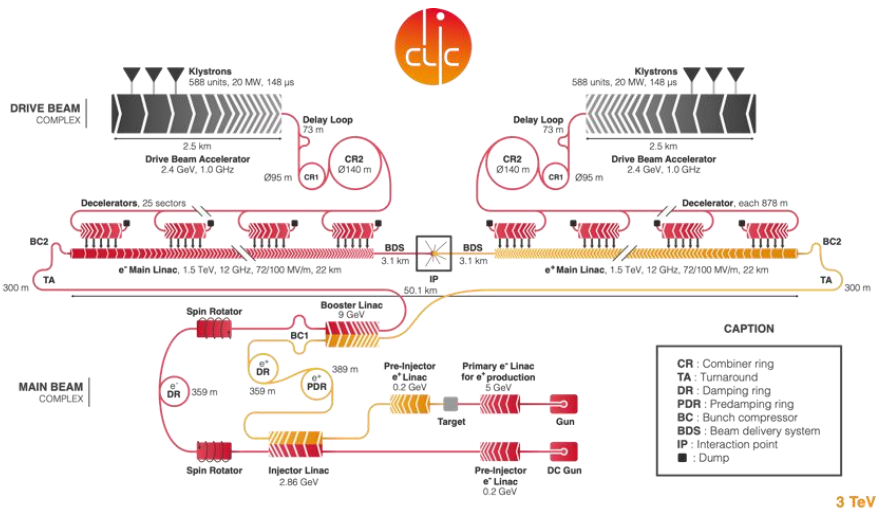 clic
Klystrons
588 units, 20 MW, 148 µs
Klystrons
588 units, 20 MW, 148 µs
DRIVE BEAM
COMPLEX
Delay Loop
73 m
Delay Loop
73 m
2.5 km
2.5 km
Drive Beam Accelerator
2.4 GeV, 1.0 GHz
CR2
Ø140 m
CR2
Ø140 m
Drive Beam Accelerator
2.4 GeV, 1.0 GHz
CR1
Ø95 m
CR1
Ø95 m
Decelerators, 25 sectors
Decelerator, each 878 m
BC2
BDS
3.1 km
BDS
3.1 km
BC2
e⁻ Main Linac, 1.5 TeV, 12 GHz, 72/100 MV/m, 22 km
IP
e⁺ Main Linac, 1.5 TeV, 12 GHz, 72/100 MV/m, 22 km
300 m
TA
50.1 km
TA
300 m
Spin Rotator
Booster Linac
9 GeV
BC1
MAIN BEAM
COMPLEX
e⁻
DR
359 m
e⁺
DR
359 m
e⁺
PDR
389 m
Pre-Injector
e⁺ Linac
0.2 GeV
Primary e⁻ Linac
for e⁺ production
5 GeV
Target
Gun
Spin Rotator
Injector Linac
2.86 GeV
Pre-Injector
e⁻ Linac
0.2 GeV
DC Gun
CAPTION
CR : Combiner ring
TA : Turnaround
DR : Damping ring
PDR : Predamping ring
BC : Bunch compressor
BDS : Beam delivery system
IP : Interaction point
: Dump
3 TeV